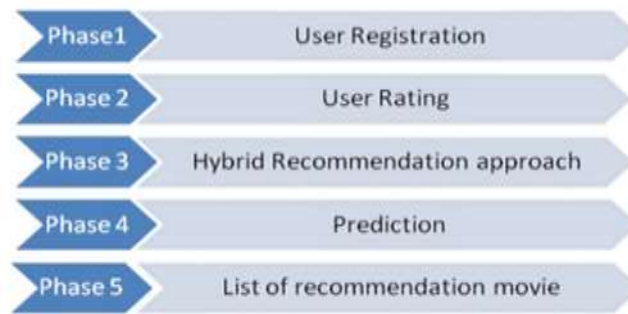 Phase1 User Registration
Phase 2 User Rating
Phase 3 Hybrid Recommendation approach
Phase 4 Prediction
Phase 5 List of recommendation movie